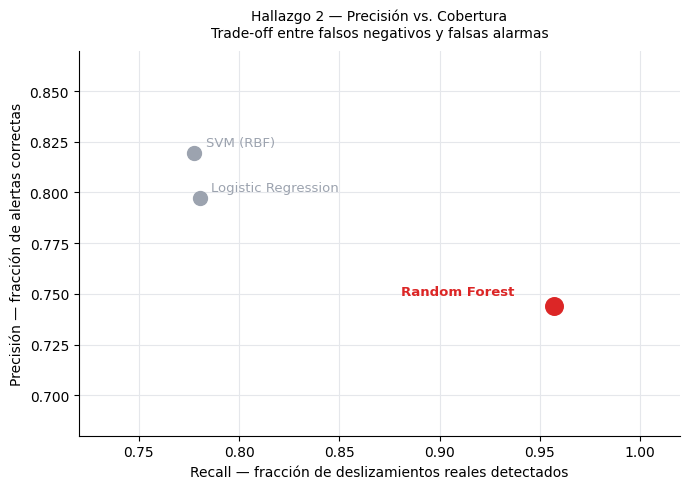 Hallazgo 2 — Precisión vs. Cobertura
Trade-off entre falsos negativos y falsas alarmas
Precisión — fracción de alertas correctas
0.850
0.825
0.800
0.775
0.750
0.725
0.700
SVM (RBF)
Logistic Regression
Random Forest
0.75
0.80
0.85
0.90
0.95
1.00
Recall — fracción de deslizamientos reales detectados